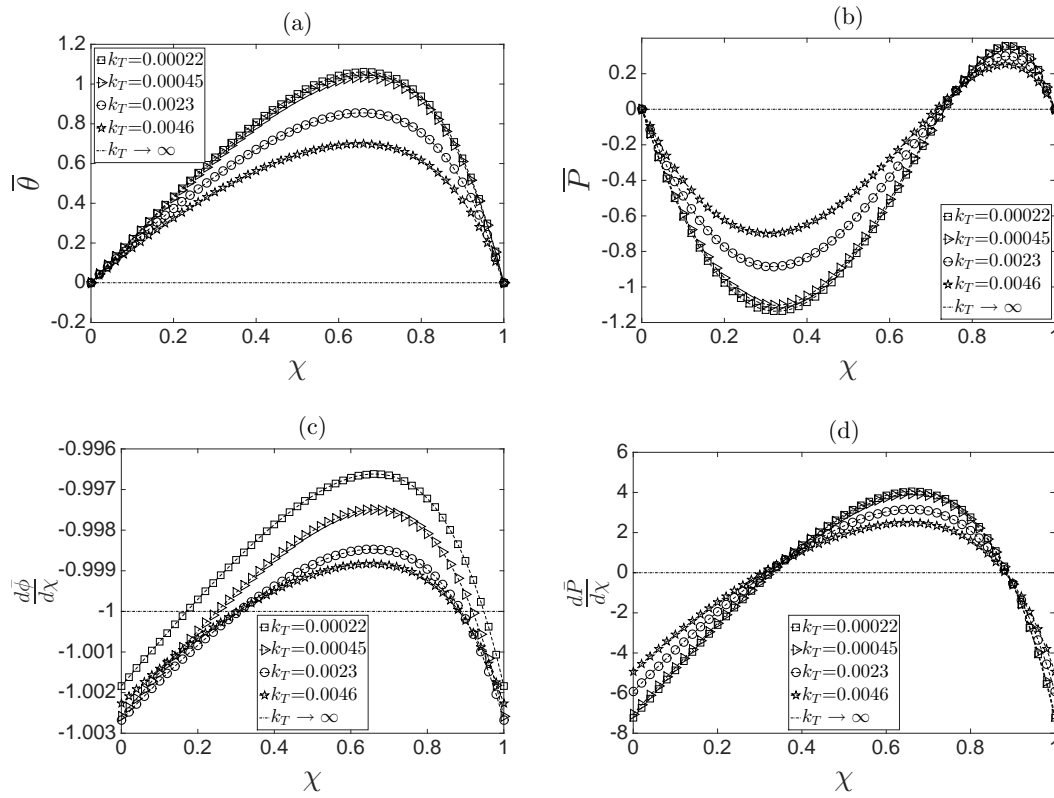 (a)
1.2
1
0.8
0.6
0.4
0.2
0
-0.2
θ̅
k_T=0.00022
k_T=0.00045
k_T=0.0023
k_T=0.0046
k_T → ∞
0 0.2 0.4 0.6 0.8 1
χ
(b)
0.2
0
-0.2
-0.4
-0.6
-0.8
-1
-1.2
P̅
k_T=0.00022
k_T=0.00045
k_T=0.0023
k_T=0.0046
k_T → ∞
0 0.2 0.4 0.6 0.8 1
χ
(c)
-0.996
-0.997
-0.998
-0.999
-1
-1.001
-1.002
-1.003
dϕ̅/dχ
k_T=0.00022
k_T=0.00045
k_T=0.0023
k_T=0.0046
k_T → ∞
0 0.2 0.4 0.6 0.8 1
χ
(d)
6
4
2
0
-2
-4
-6
-8
dP̅/dχ
k_T=0.00022
k_T=0.00045
k_T=0.0023
k_T=0.0046
k_T → ∞
0 0.2 0.4 0.6 0.8 1
χ